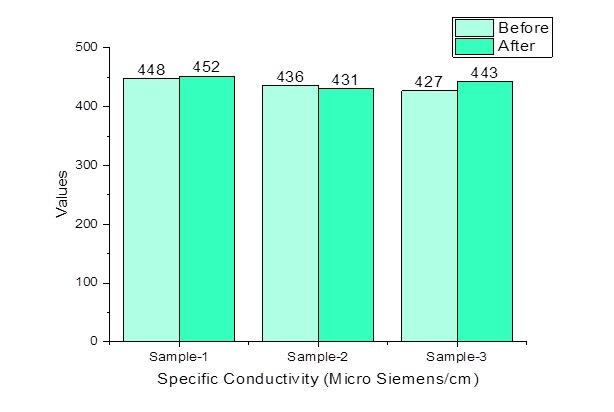 Before
After
500
400
300
200
100
0
Values
448
452
436
431
427
443
Sample-1
Sample-2
Sample-3
Specific Conductivity (Micro Siemens/cm)